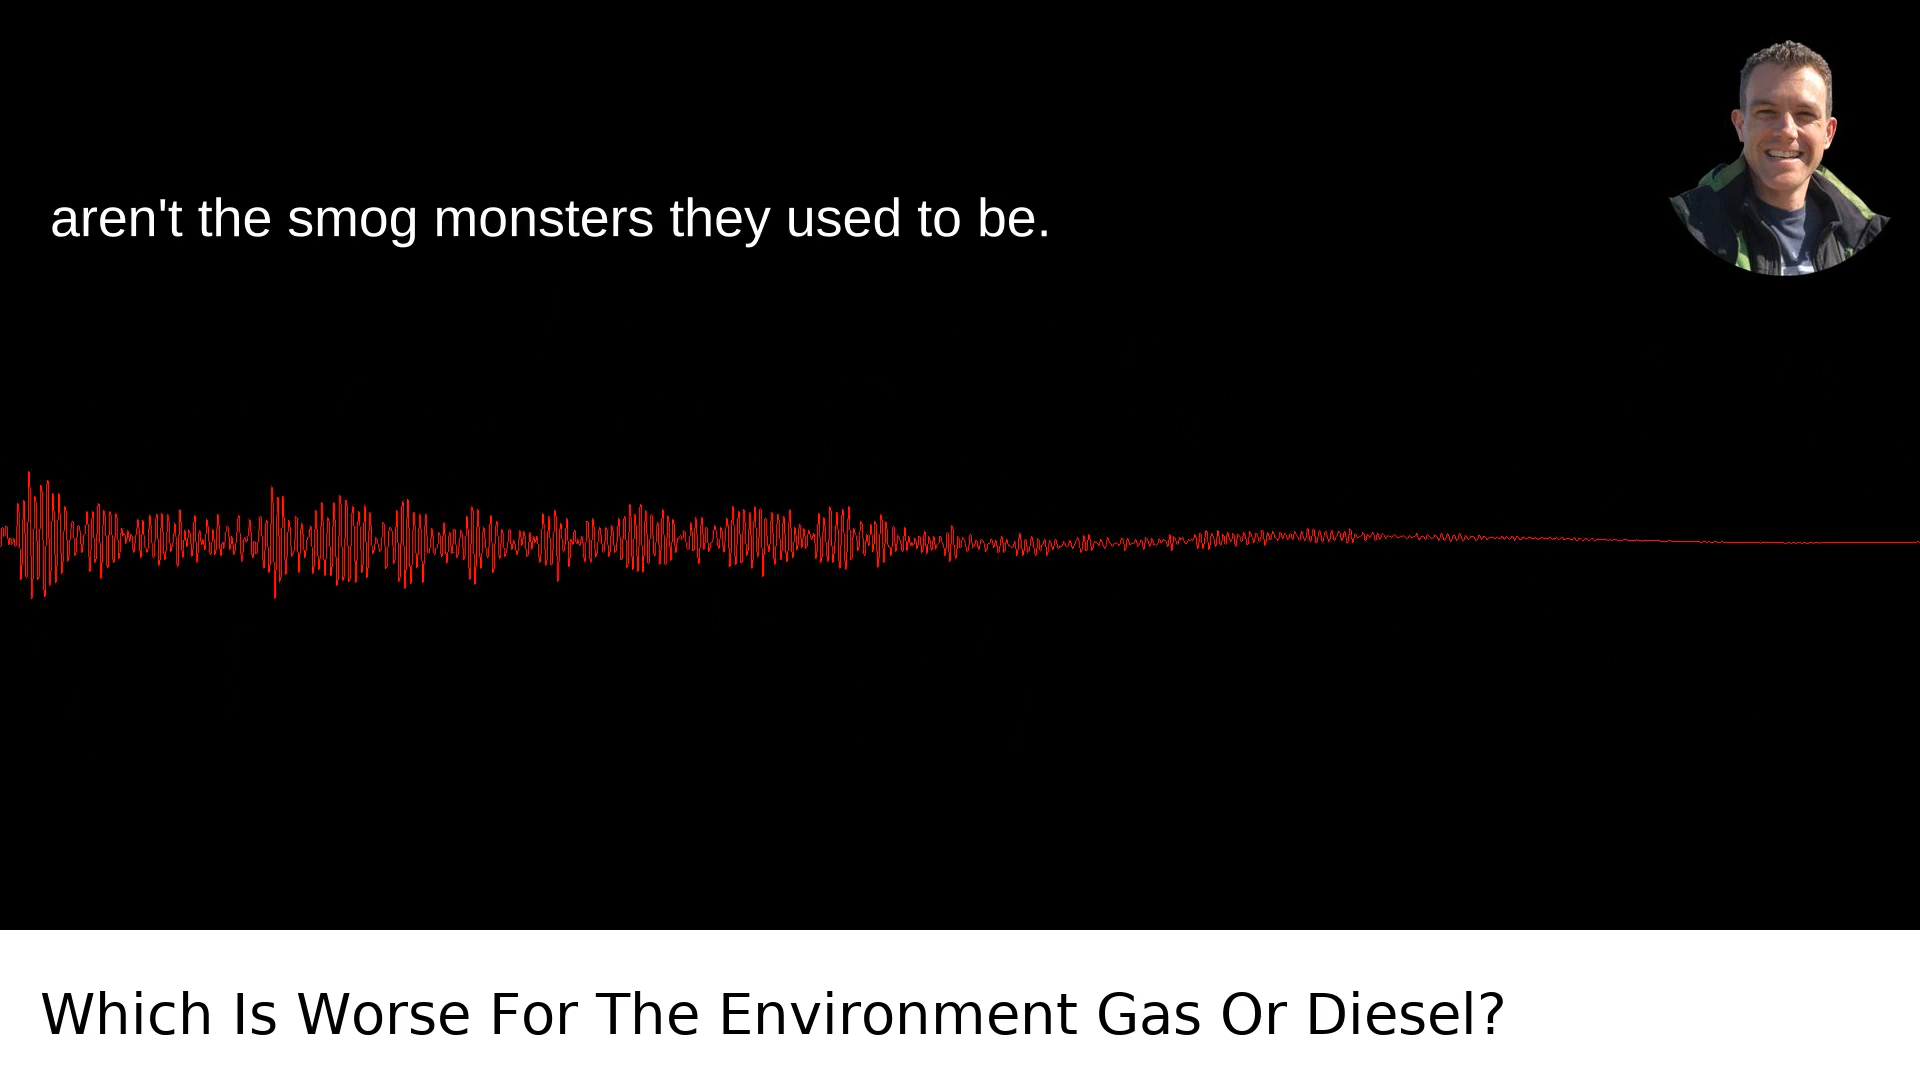 aren't the smog monsters they used to be.
Which Is Worse For The Environment Gas Or Diesel?